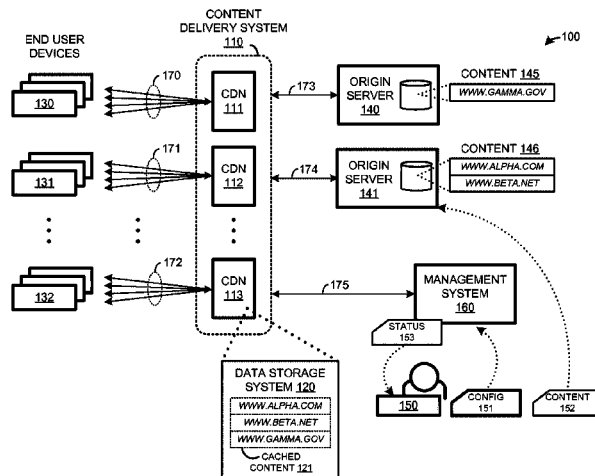 CONTENT
DELIVERY SYSTEM
110
END USER
DEVICES
100
170
CDN
111
173
ORIGIN
SERVER
140
CONTENT 145
WWW.GAMMA.GOV
130
171
CDN
112
174
ORIGIN
SERVER
141
CONTENT 146
WWW.ALPHA.COM
WWW.BETA.NET
131
172
CDN
113
175
MANAGEMENT
SYSTEM
160
132
STATUS
153
DATA STORAGE
SYSTEM 120
WWW.ALPHA.COM
WWW.BETA.NET
WWW.GAMMA.GOV
CACHED
CONTENT 121
150
CONFIG
151
CONTENT
152